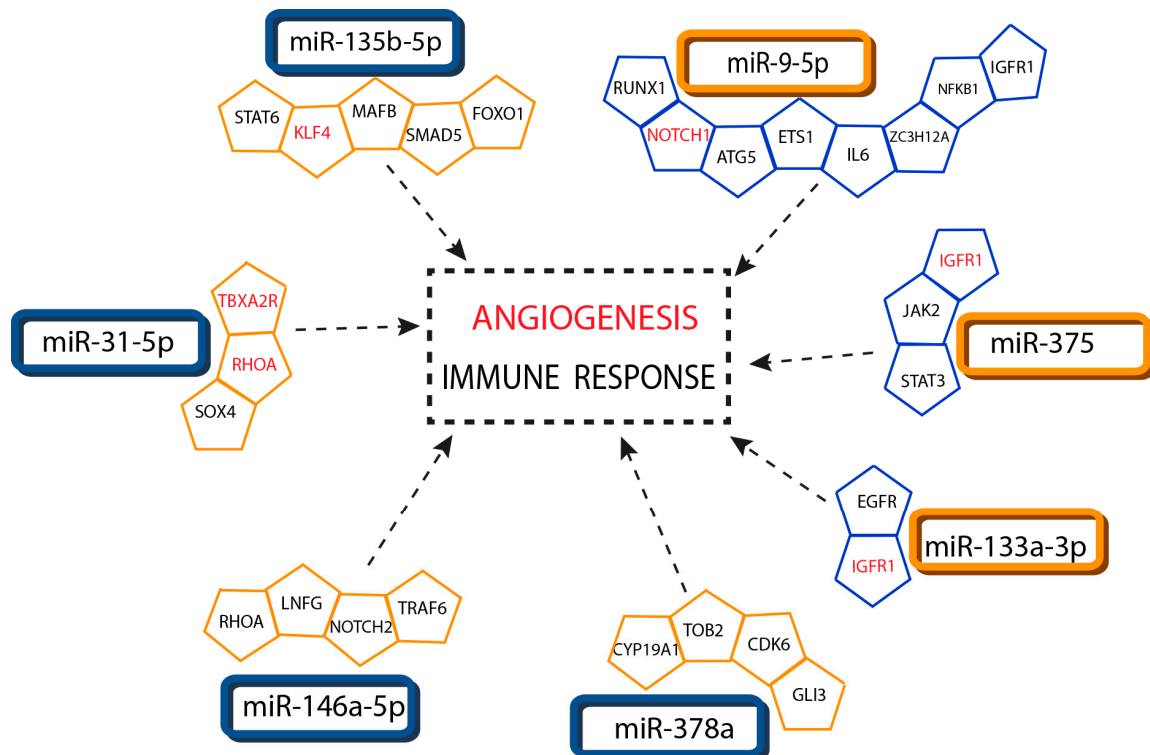 miR-135b-5p
STAT6
KLF4
MAFB
SMAD5
FOXO1
miR-9-5p
RUNX1
NOTCH1
ATG5
ETS1
IL6
ZC3H12A
NFKB1
IGFR1
miR-31-5p
TBXA2R
RHOA
SOX4
ANGIOGENESIS
IMMUNE RESPONSE
IGFR1
JAK2
STAT3
miR-375
EGFR
IGFR1
miR-133a-3p
RHOA
LNFG
NOTCH2
TRAF6
miR-146a-5p
CYP19A1
TOB2
CDK6
GLI3
miR-378a